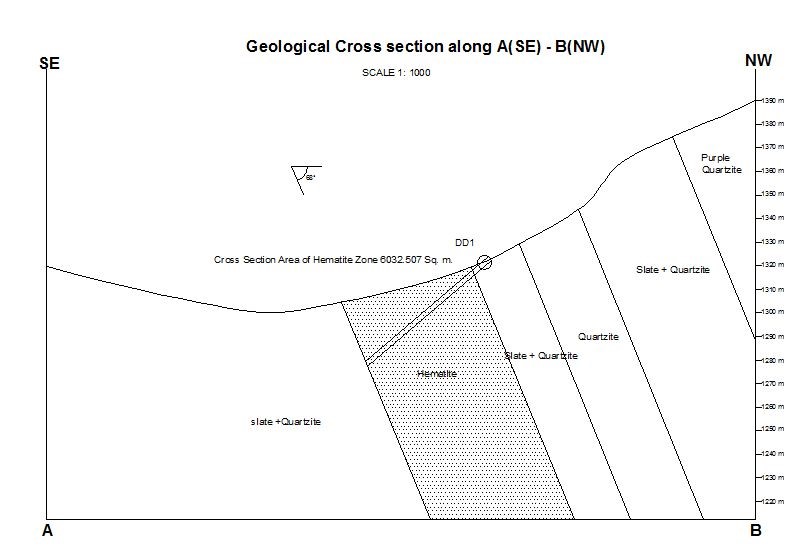 Geological Cross section along A(SE) - B(NW)
SE
NW
SCALE 1: 1000
1390 m
1380 m
1370 m
Purple
Quartzite
1360 m
68°
1350 m
1340 m
DD1
1330 m
Cross Section Area of Hematite Zone 6032.507 Sq. m.
1320 m
Slate + Quartzite
1310 m
1300 m
Quartzite
1290 m
Slate + Quartzite
1280 m
Hematite
1270 m
1260 m
slate +Quartzite
1250 m
1240 m
1230 m
1220 m
A
B